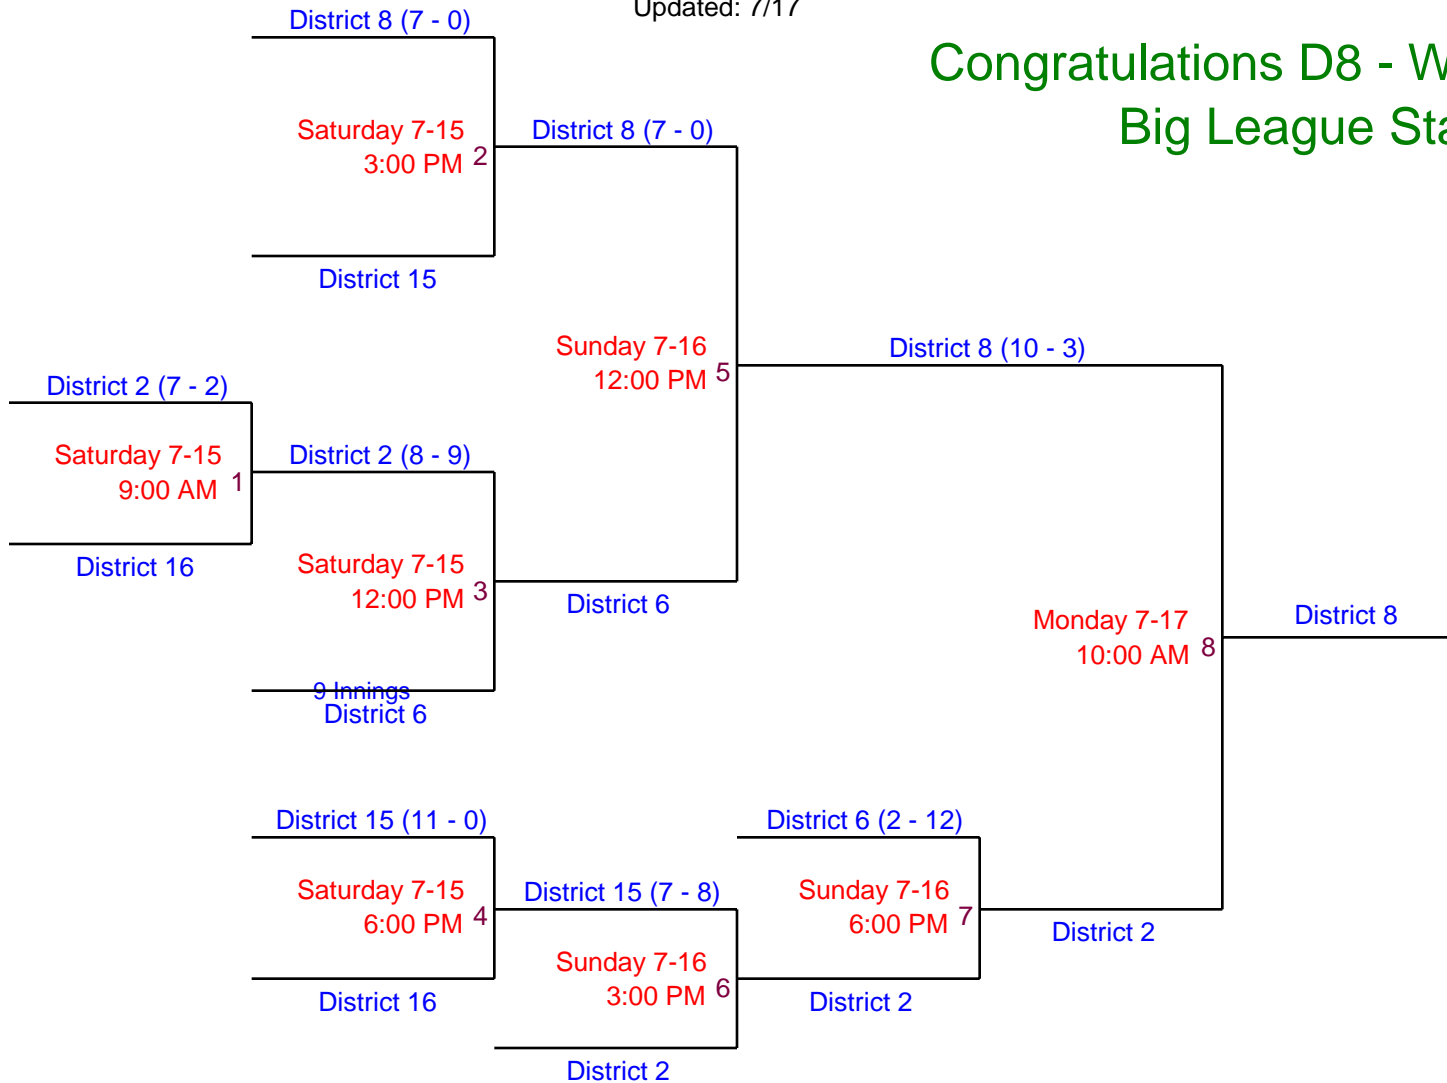 Updated: 7/17
District 8 (7 - 0)
Congratulations D8 - W
Big League Sta
Saturday 7-15
3:00 PM
2
District 8 (7 - 0)
District 15
Sunday 7-16
12:00 PM
5
District 8 (10 - 3)
District 2 (7 - 2)
Saturday 7-15
9:00 AM
1
District 2 (8 - 9)
District 16
Saturday 7-15
12:00 PM
3
District 6
9 Innings
District 6
Monday 7-17
10:00 AM
8
District 8
District 15 (11 - 0)
Saturday 7-15
6:00 PM
4
District 15 (7 - 8)
District 16
Sunday 7-16
3:00 PM
6
District 2
District 6 (2 - 12)
Sunday 7-16
6:00 PM
7
District 2
District 2